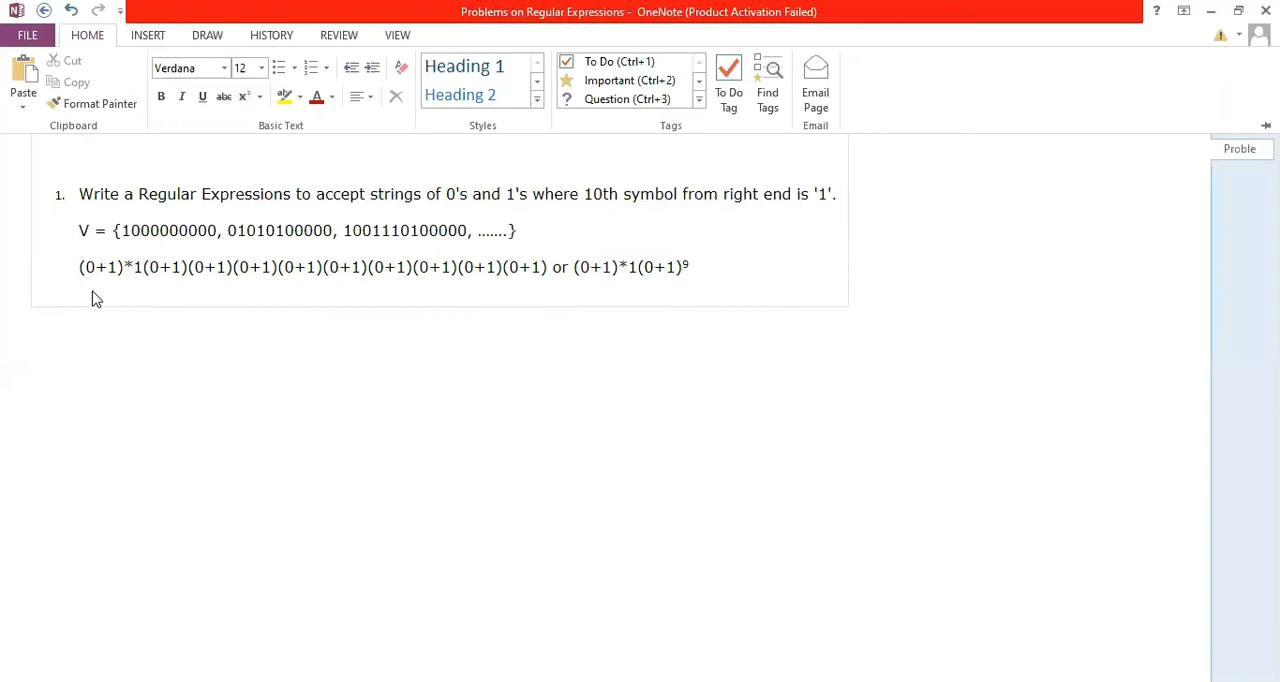 Problems on Regular Expressions - OneNote (Product Activation Failed)
?
FILE HOME INSERT DRAW HISTORY REVIEW VIEW
Paste
Cut
Copy
Format Painter
Clipboard
Verdana 12
B I U abc x² ab A
Basic Text
Heading 1
Heading 2
Styles
To Do (Ctrl+1)
Important (Ctrl+2)
? Question (Ctrl+3)
To Do Tag
Find Tags
Tags
Email Page
Email
Proble
1. Write a Regular Expressions to accept strings of 0's and 1's where 10th symbol from right end is '1'.
V = {1000000000, 01010100000, 1001110100000, .......}
(0+1)*1(0+1)(0+1)(0+1)(0+1)(0+1)(0+1)(0+1)(0+1)(0+1) or (0+1)*1(0+1)⁹